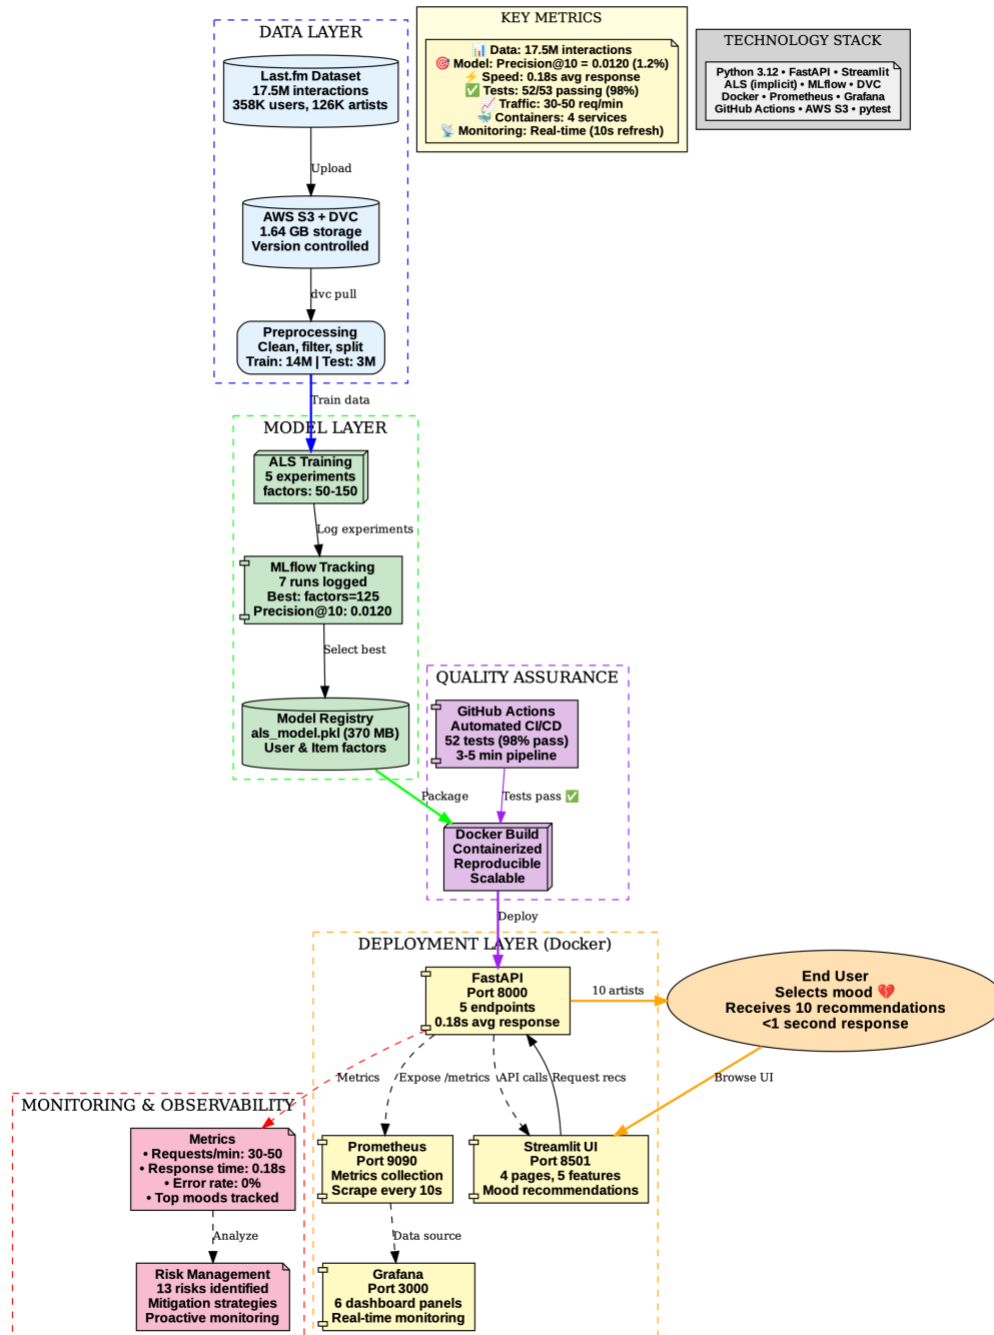 DATA LAYER
Last.fm Dataset
17.5M interactions
358K users, 126K artists
Upload
AWS S3 + DVC
1.64 GB storage
Version controlled
dvc pull
Preprocessing
Clean, filter, split
Train: 14M | Test: 3M
Train data
KEY METRICS
📊 Data: 17.5M interactions
🎯 Model: Precision@10 = 0.0120 (1.2%)
⚡ Speed: 0.18s avg response
✅ Tests: 52/53 passing (98%)
📈 Traffic: 30-50 req/min
🐳 Containers: 4 services
📡 Monitoring: Real-time (10s refresh)
TECHNOLOGY STACK
Python 3.12 • FastAPI • Streamlit
ALS (implicit) • MLflow • DVC
Docker • Prometheus • Grafana
GitHub Actions • AWS S3 • pytest
MODEL LAYER
ALS Training
5 experiments
factors: 50-150
Log experiments
MLflow Tracking
7 runs logged
Best: factors=125
Precision@10: 0.0120
Select best
Model Registry
als_model.pkl (370 MB)
User & Item factors
Package
QUALITY ASSURANCE
GitHub Actions
Automated CI/CD
52 tests (98% pass)
3-5 min pipeline
Tests pass ✅
Docker Build
Containerized
Reproducible
Scalable
Deploy
DEPLOYMENT LAYER (Docker)
FastAPI
Port 8000
5 endpoints
0.18s avg response
10 artists
End User
Selects mood 💔
Receives 10 recommendations
<1 second response
Browse UI
Metrics
Expose /metrics
API calls
Request recs
Prometheus
Port 9090
Metrics collection
Scrape every 10s
Streamlit UI
Port 8501
4 pages, 5 features
Mood recommendations
Data source
Grafana
Port 3000
6 dashboard panels
Real-time monitoring
MONITORING & OBSERVABILITY
Metrics
• Requests/min: 30-50
• Response time: 0.18s
• Error rate: 0%
• Top moods tracked
Analyze
Risk Management
13 risks identified
Mitigation strategies
Proactive monitoring